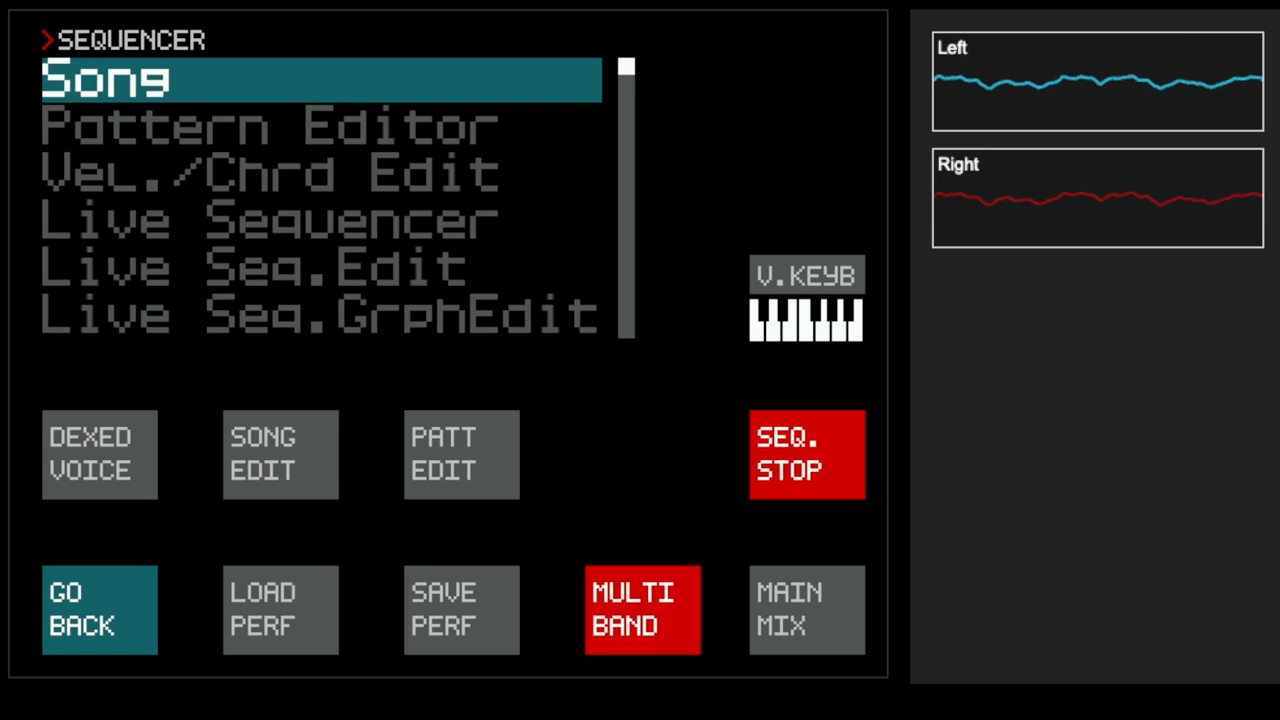 >SEQUENCER
Song
Pattern Editor
Vel./Chrd Edit
Live Sequencer
Live Seq.Edit
Live Seq.GrphEdit
V.KEYB
DEXED
VOICE
SONG
EDIT
PATT
EDIT
SEQ.
STOP
GO
BACK
LOAD
PERF
SAVE
PERF
MULTI
BAND
MAIN
MIX
Left
Right